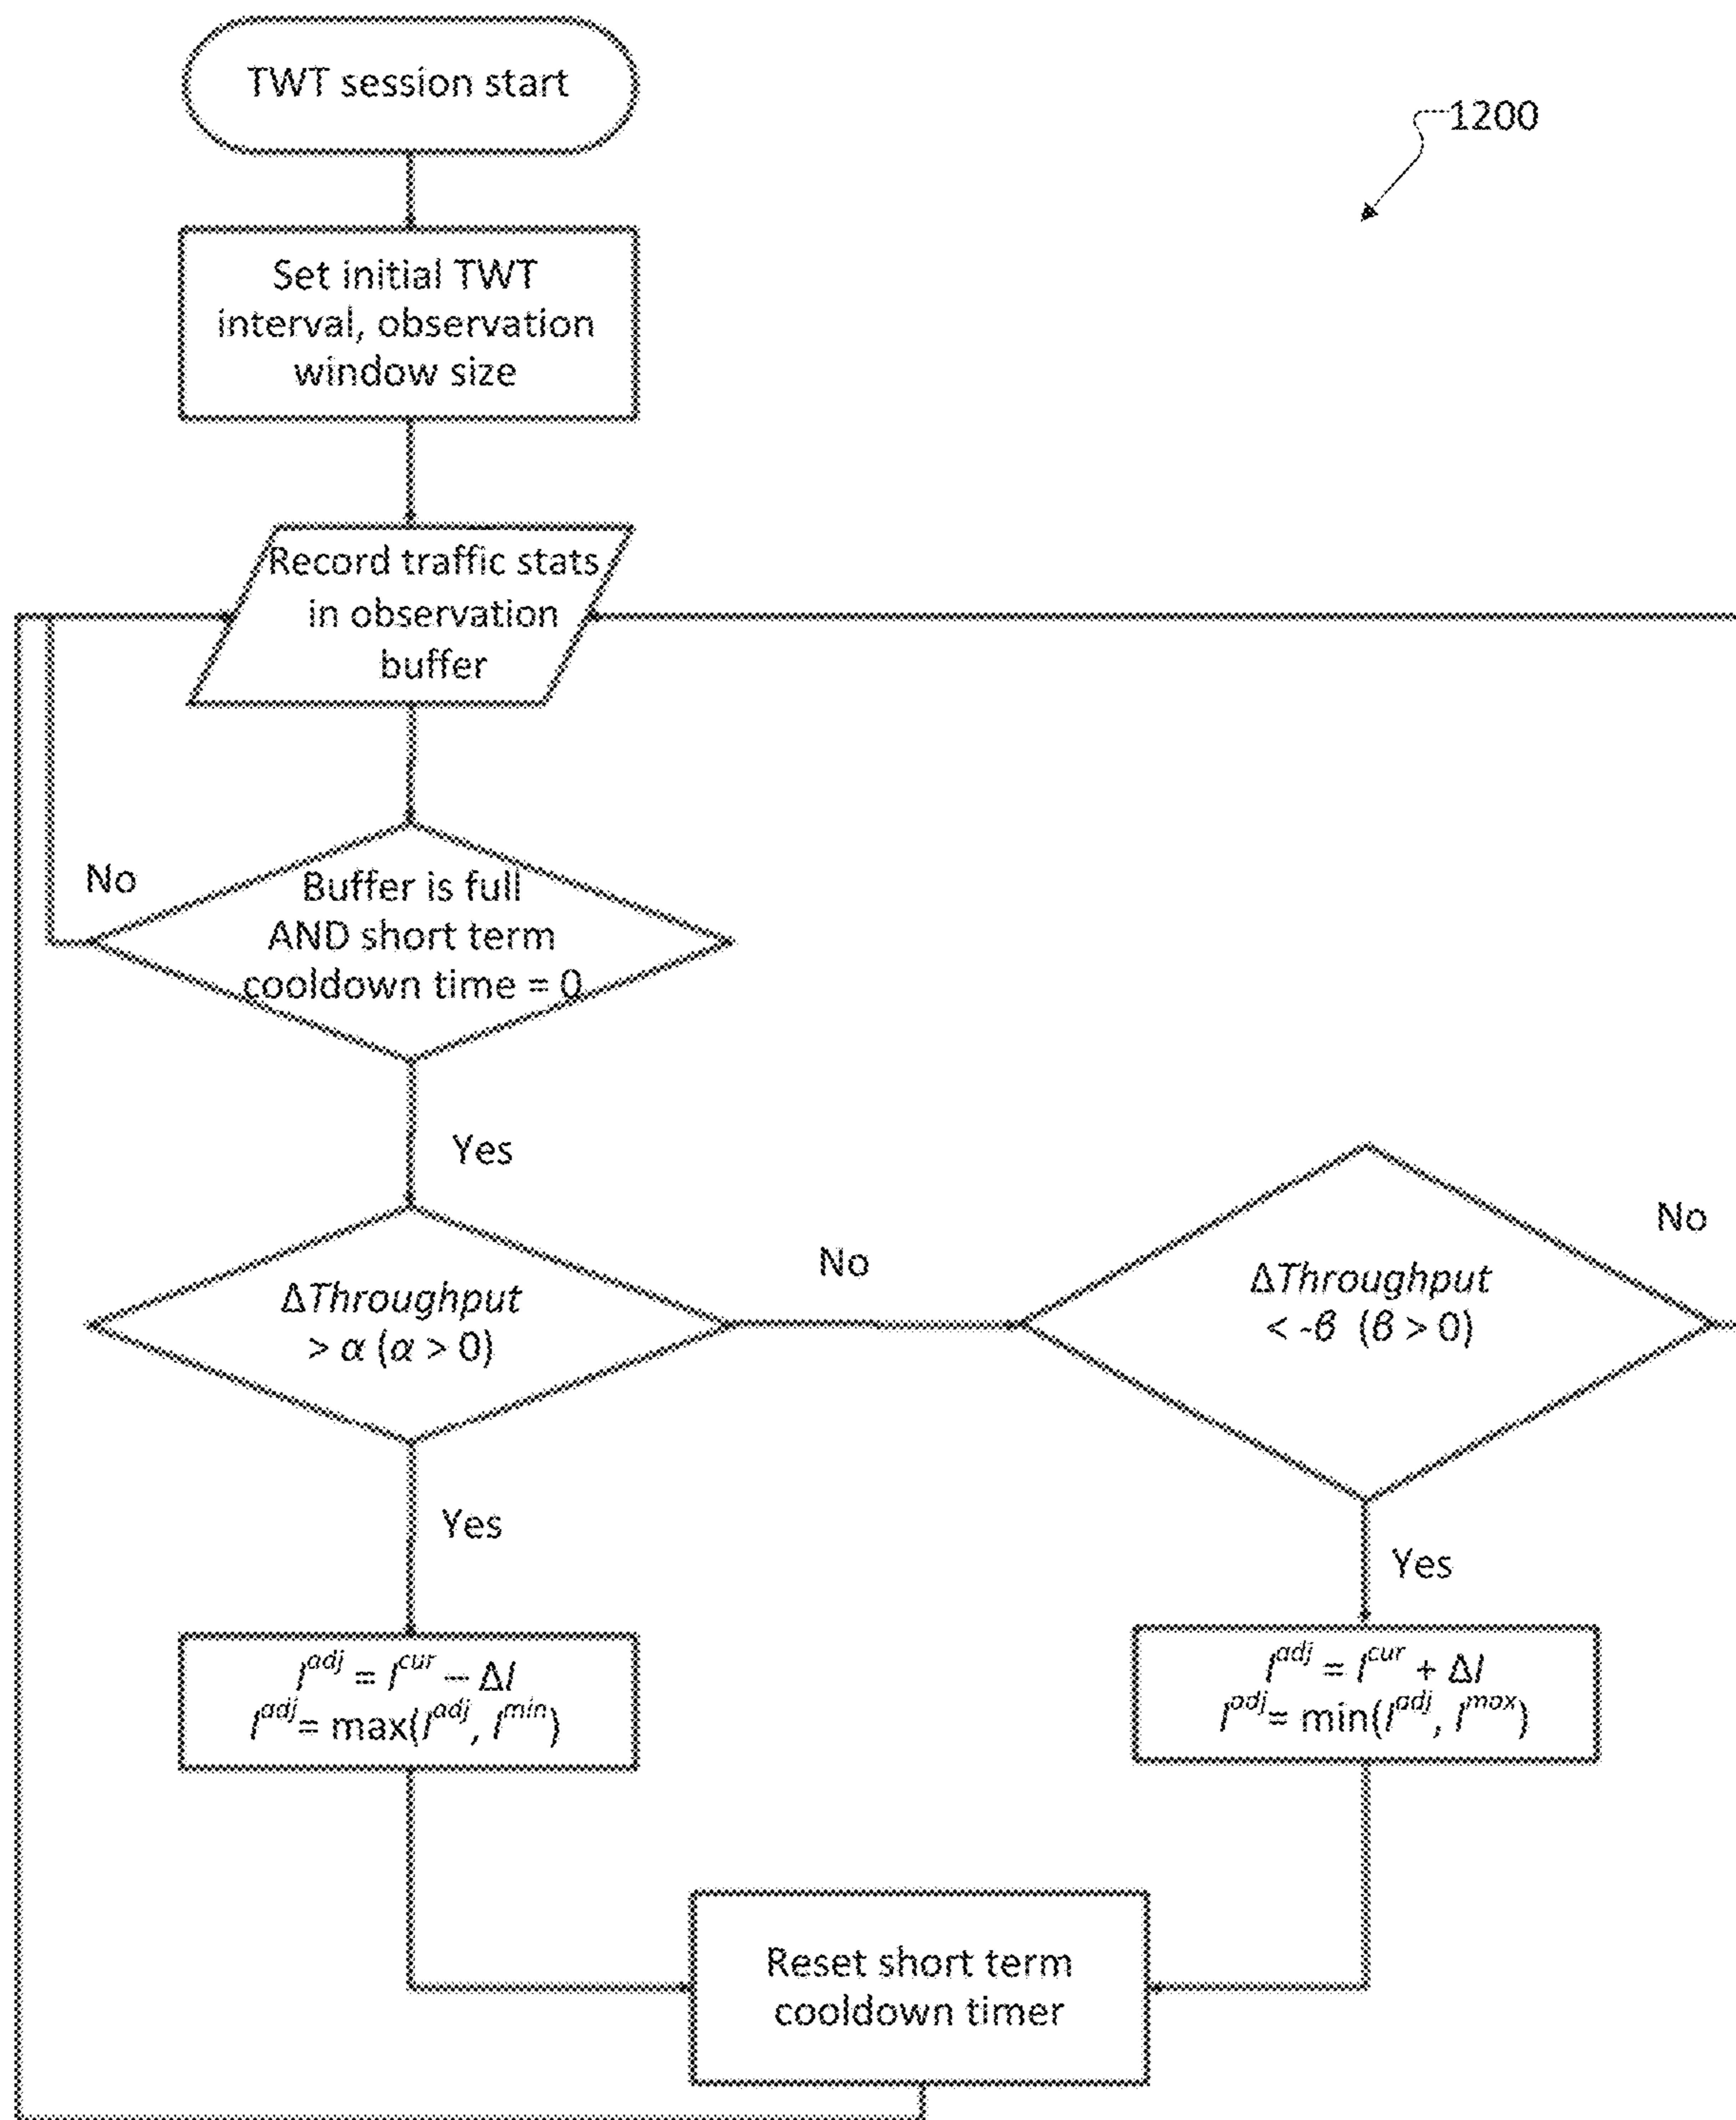 TWT session start
1200
Set initial TWT
interval, observation
window size
Record traffic stats
in observation
buffer
No
Buffer is full
AND short term
cooldown time = 0
Yes
ΔThroughput
> α (α > 0)
No
ΔThroughput
< -β (β > 0)
No
Yes
Yes
I^adj = I^cur – ΔI
I^adj = max(I^adj, I^min)
I^adj = I^cur + ΔI
I^adj = min(I^adj, I^max)
Reset short term
cooldown timer